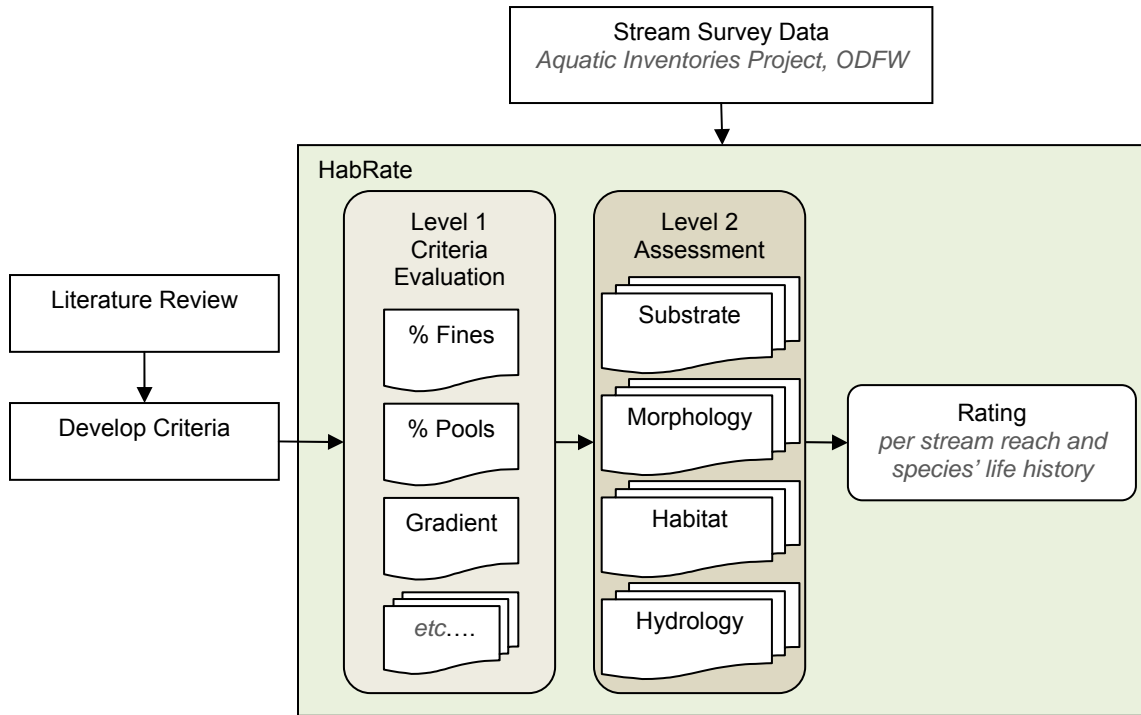 Stream Survey Data
Aquatic Inventories Project, ODFW
HabRate
Level 1
Criteria
Evaluation
% Fines
% Pools
Gradient
etc….
Level 2
Assessment
Substrate
Morphology
Habitat
Hydrology
Literature Review
Develop Criteria
Rating
per stream reach and
species’ life history